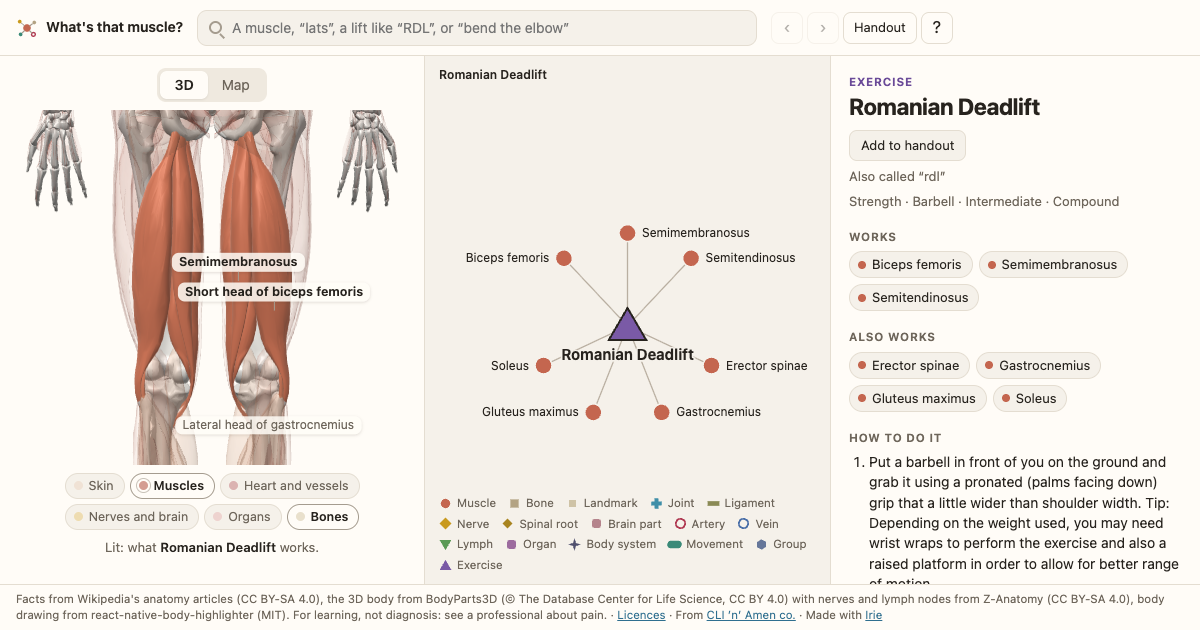 What's that muscle?
A muscle, “lats”, a lift like “RDL”, or “bend the elbow”
‹
›
Handout
?
3D
Map
Semimembranosus
Short head of biceps femoris
Lateral head of gastrocnemius
Skin
Muscles
Heart and vessels
Nerves and brain
Organs
Bones
Lit: what Romanian Deadlift works.
Romanian Deadlift
Semimembranosus
Biceps femoris
Semitendinosus
Romanian Deadlift
Soleus
Erector spinae
Gluteus maximus
Gastrocnemius
Muscle
Bone
Landmark
Joint
Ligament
Nerve
Spinal root
Brain part
Artery
Vein
Lymph
Organ
Body system
Movement
Group
Exercise
EXERCISE
Romanian Deadlift
Add to handout
Also called “rdl”
Strength · Barbell · Intermediate · Compound
WORKS
Biceps femoris
Semimembranosus
Semitendinosus
ALSO WORKS
Erector spinae
Gastrocnemius
Gluteus maximus
Soleus
HOW TO DO IT
1. Put a barbell in front of you on the ground and
grab it using a pronated (palms facing down)
grip that a little wider than shoulder width. Tip:
Depending on the weight used, you may need
wrist wraps to perform the exercise and also a
raised platform in order to allow for better range
of motion.
Facts from Wikipedia's anatomy articles (CC BY-SA 4.0), the 3D body from BodyParts3D (© The Database Center for Life Science, CC BY 4.0) with nerves and lymph nodes from Z-Anatomy (CC BY-SA 4.0), body
drawing from react-native-body-highlighter (MIT). For learning, not diagnosis: see a professional about pain. · Licences · From CLI ’n’ Amen co. · Made with Irie